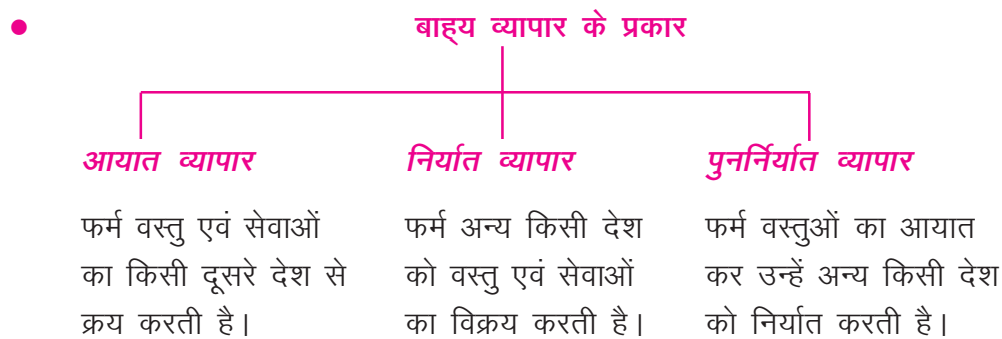 ● बाह्य व्यापार के प्रकार
आयात व्यापार
फर्म वस्तु एवं सेवाओं
का किसी दूसरे देश से
क्रय करती है।
निर्यात व्यापार
फर्म अन्य किसी देश
को वस्तु एवं सेवाओं
का विक्रय करती है।
पुनर्निर्यात व्यापार
फर्म वस्तुओं का आयात
कर उन्हें अन्य किसी देश
को निर्यात करती है।